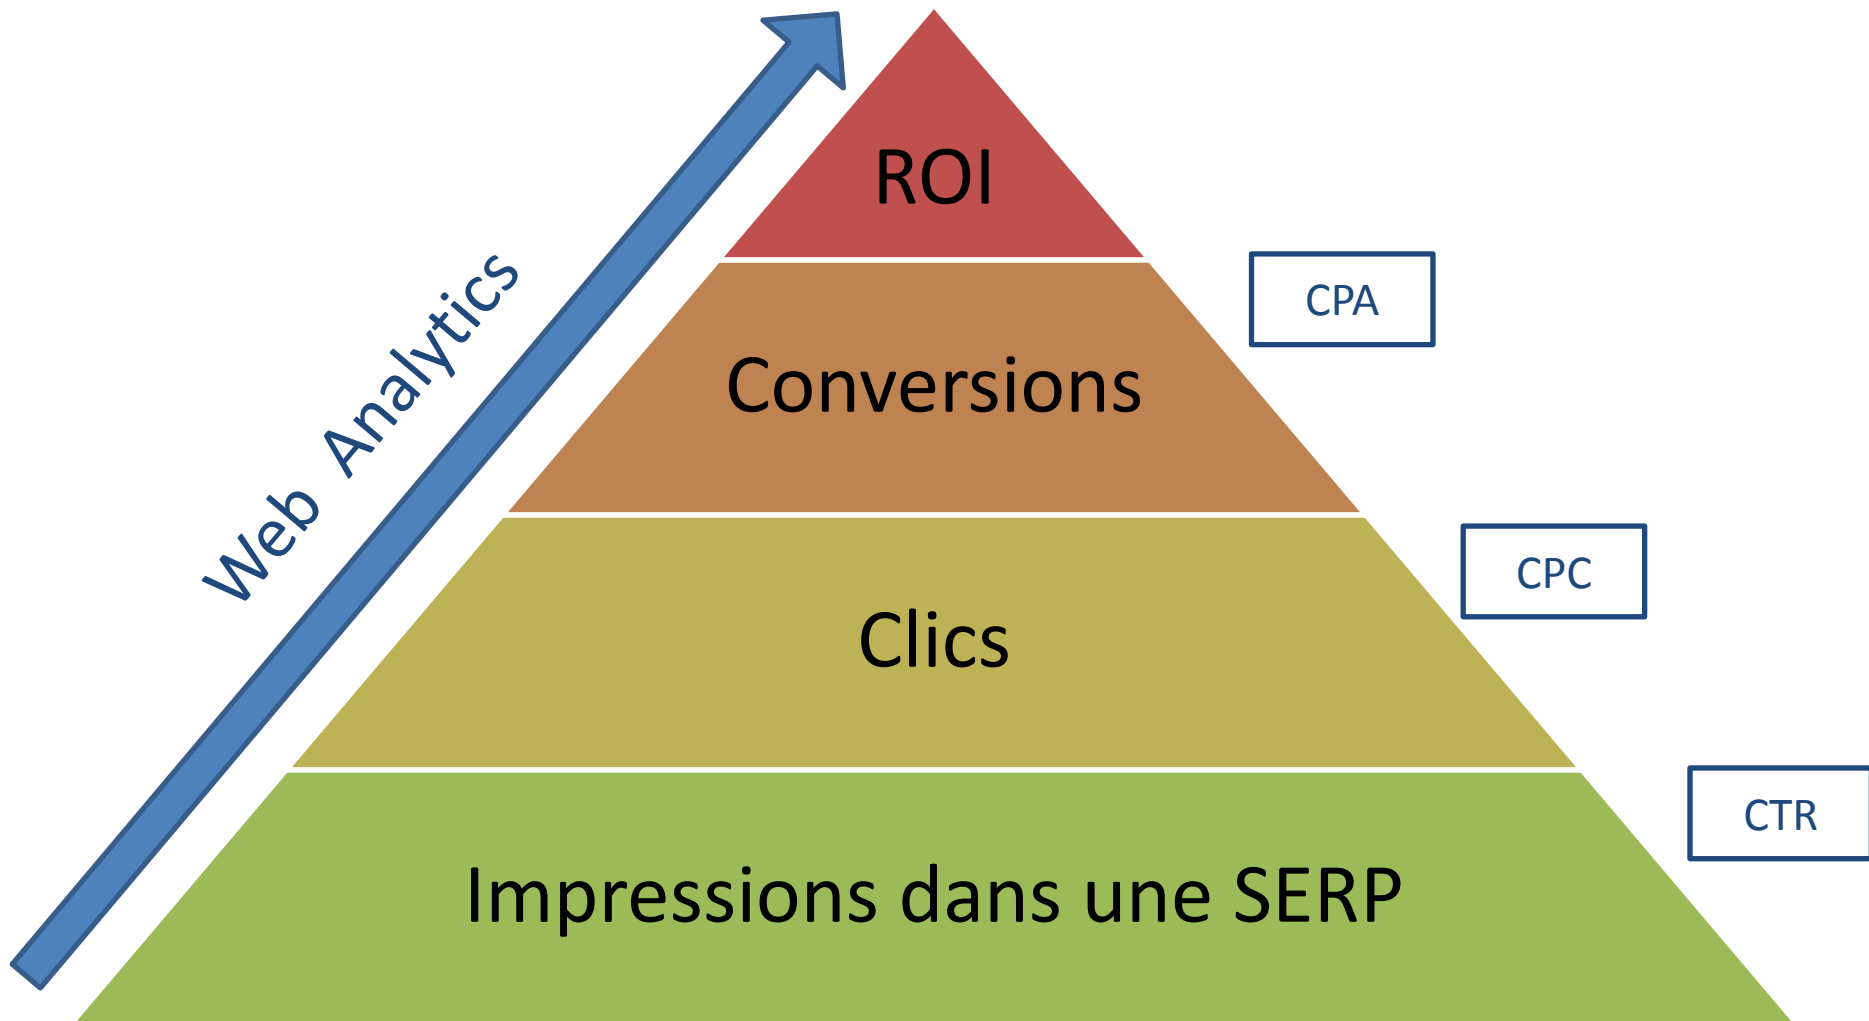 ROI
CPA
Conversions
Web Analytics
CPC
Clics
CTR
Impressions dans une SERP